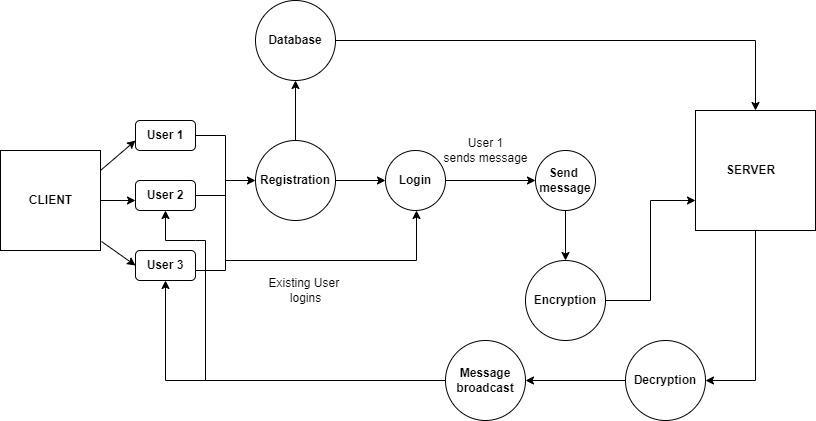 Database
User 1
CLIENT
User 2
User 3
Registration
Login
User 1
sends message
Send
message
SERVER
Existing User
logins
Encryption
Message
broadcast
Decryption